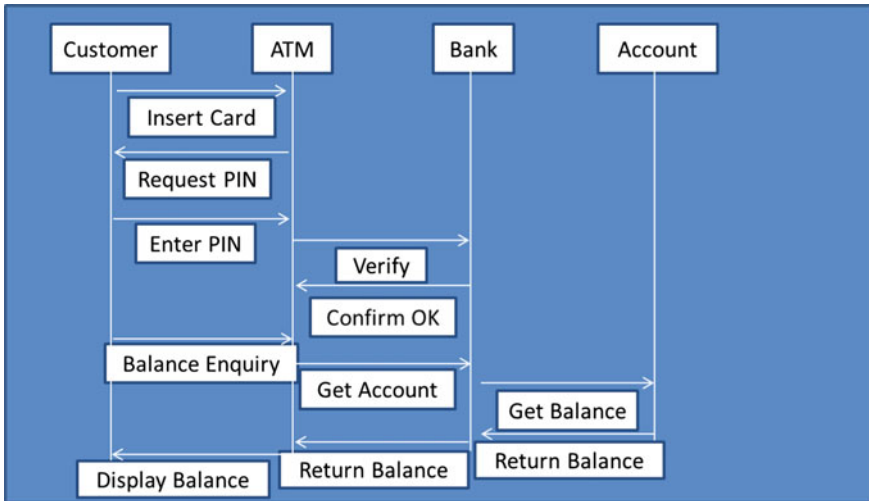 Customer
ATM
Bank
Account
Insert Card
Request PIN
Enter PIN
Verify
Confirm OK
Balance Enquiry
Get Account
Get Balance
Return Balance
Return Balance
Display Balance